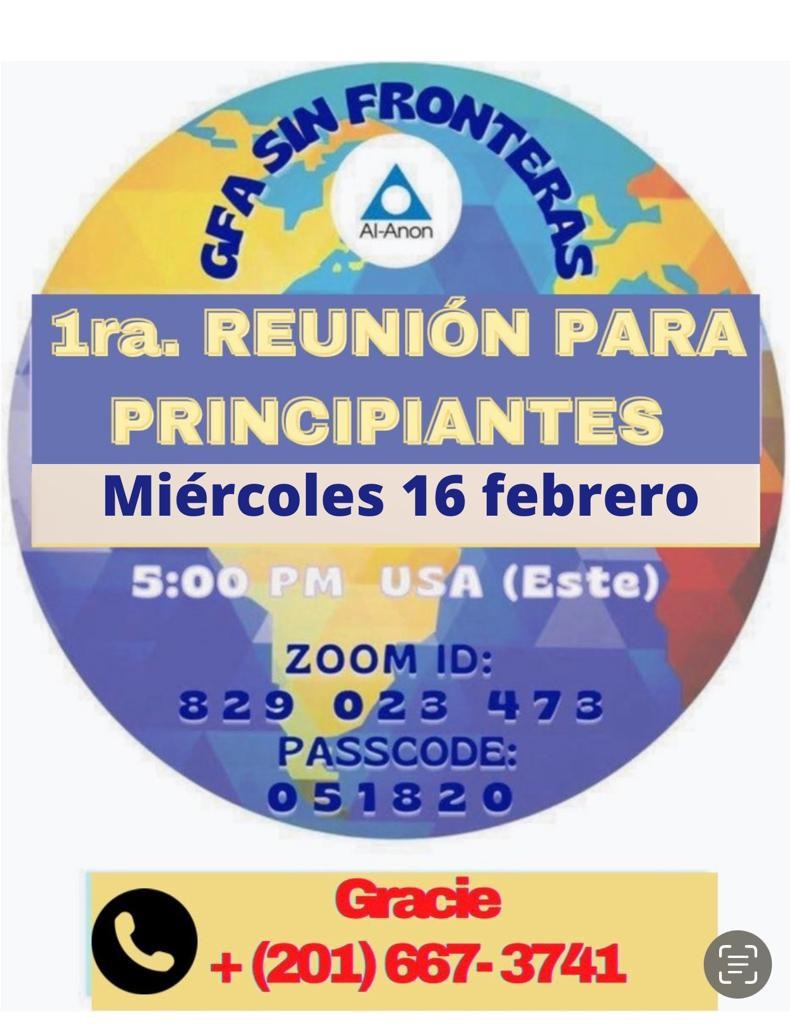 GFA SIN FRONTERAS
Al-Anon
1ra. REUNIÓN PARA
PRINCIPIANTES
Miércoles 16 febrero
5:00 PM USA (Este)
ZOOM ID:
829 023 473
PASSCODE:
051820
Gracie
+ (201) 667- 3741